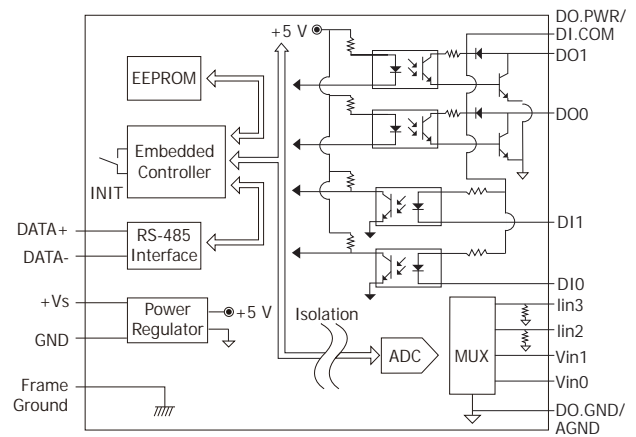 DO.PWR/
DI.COM
+5 V
DO1
EEPROM
DO0
Embedded
Controller
INIT
DI1
DATA+
RS-485
Interface
DATA-
DI0
+Vs
Power
Regulator
+5 V
GND
Isolation
ADC
MUX
Iin3
Iin2
Vin1
Vin0
Frame
Ground
DO.GND/
AGND